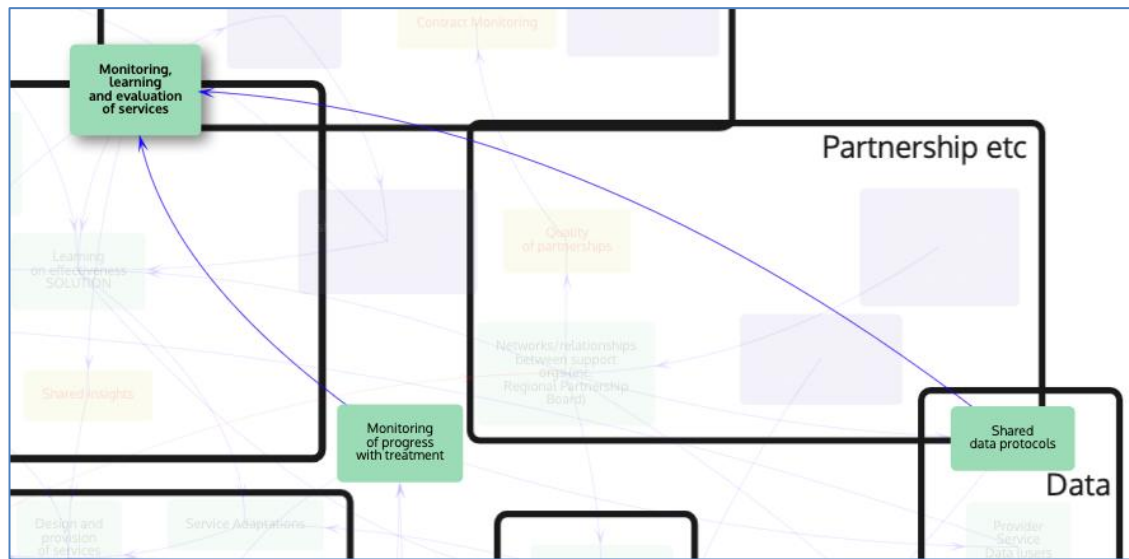 Contract Monitoring
Monitoring,
learning
and evaluation
of services
Partnership etc
Quality
of partnerships
Learning
on effectiveness
SOLUTION
Networks/relationships
between support
orgs (inc.
Regional Partnership
Board)
Shared insights
Monitoring
of progress
with treatment
Shared
data protocols
Data
Design and
provision
of services
Service Adaptations
Provider
Service
Data (users